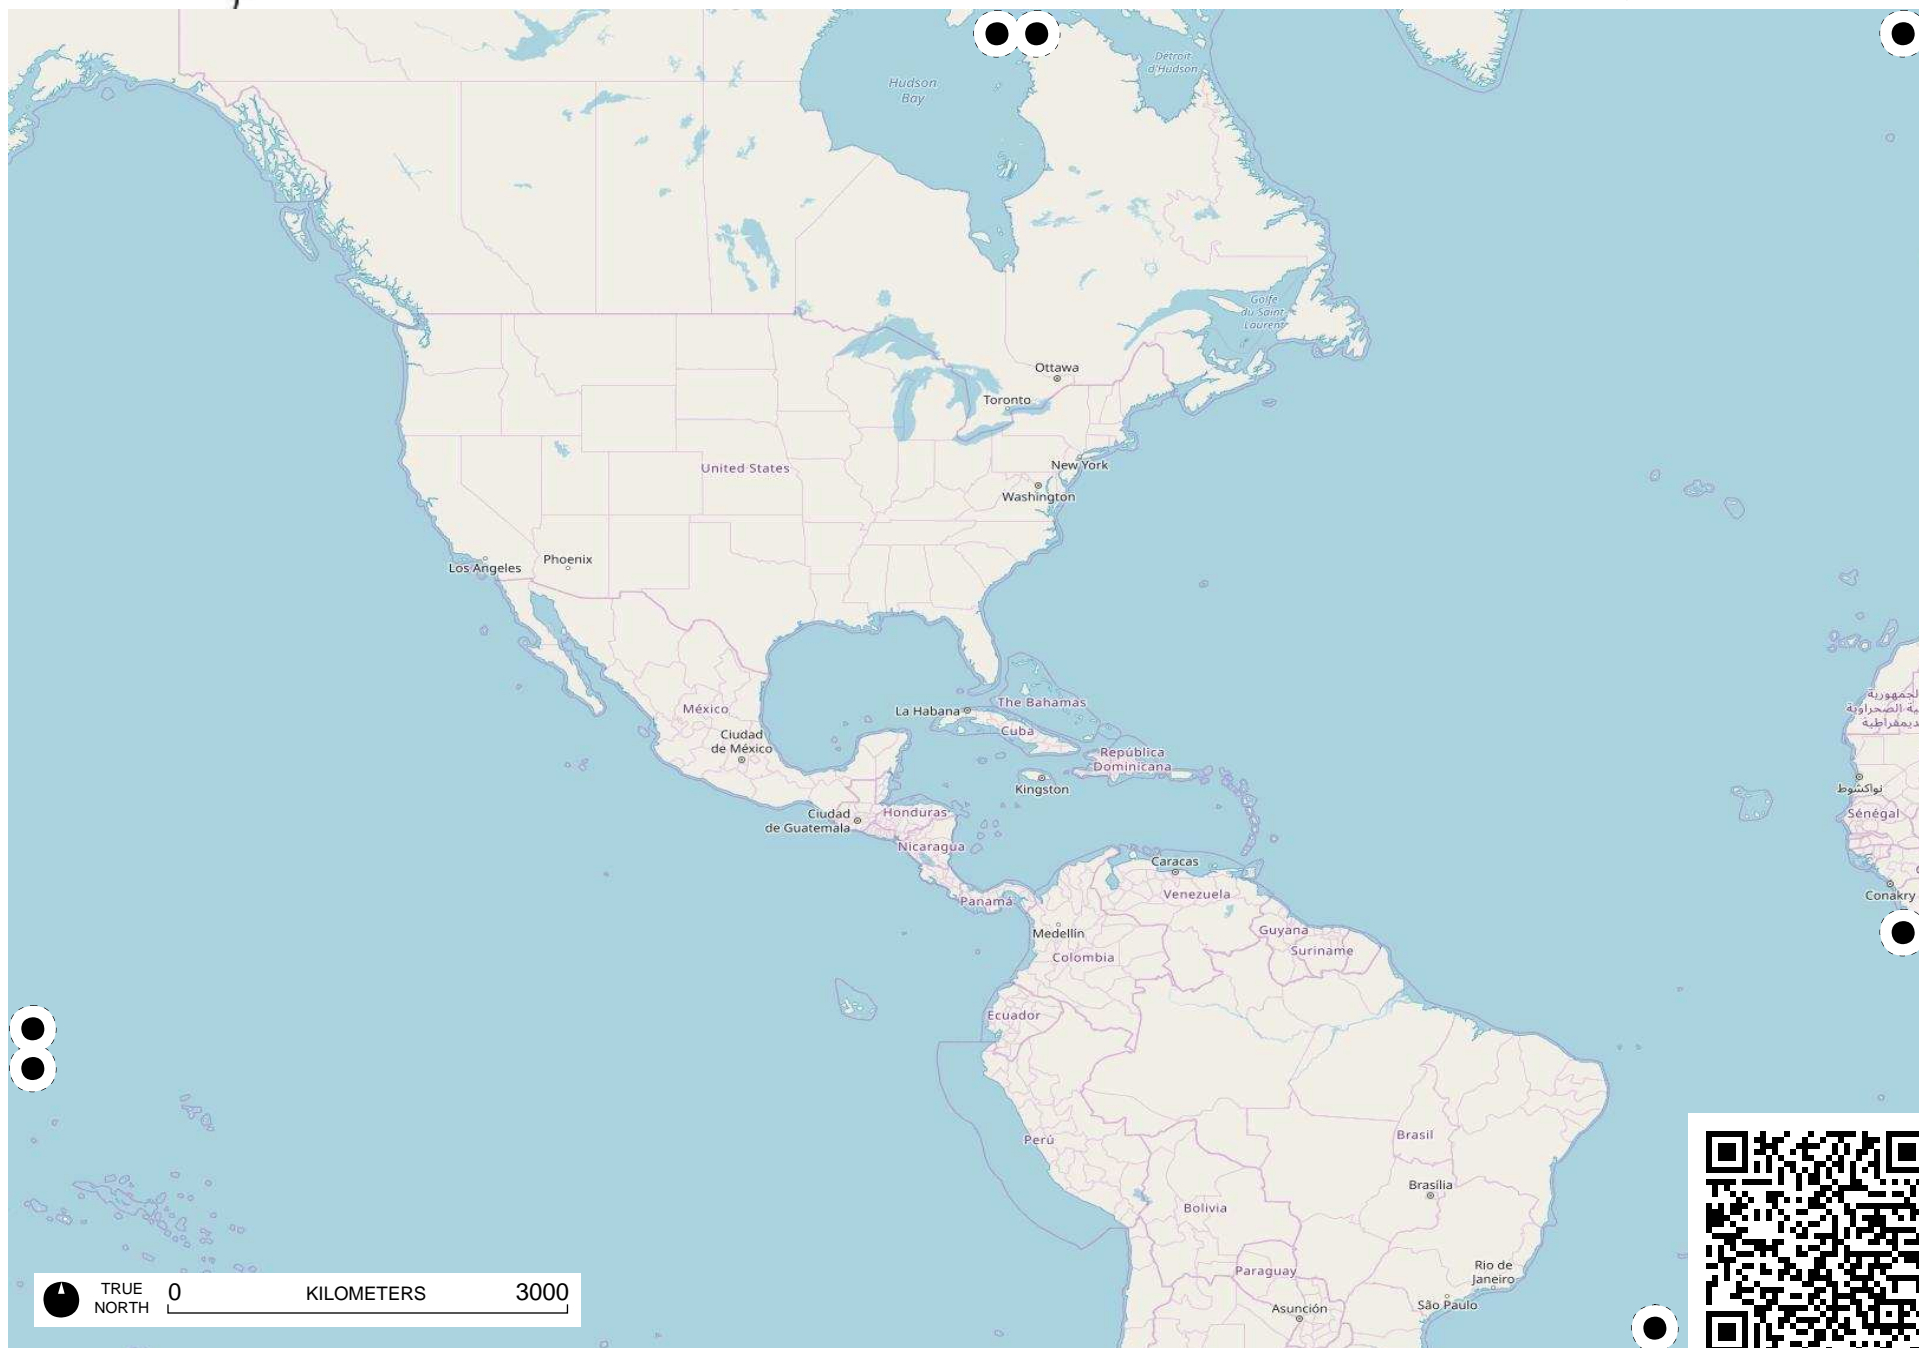 Hudson
Bay
Détroit
d'Hudson
Golfe
du Saint
Laurent
Ottawa
Toronto
New York
United States
Washington
Los Angeles
Phoenix
México
La Habana
The Bahamas
Cuba
Ciudad
de México
República
Dominicana
Kingston
نواكشوط
Ciudad
de Guatemala
Honduras
Sénégal
Nicaragua
Caracas
Venezuela
Conakry
Panamá
Medellín
Guyana
Colombia
Suriname
Ecuador
Perú
Brasil
Brasília
Bolivia
Paraguay
Rio de
Janeiro
São Paulo
Asunción
TRUE
NORTH
0 KILOMETERS 3000